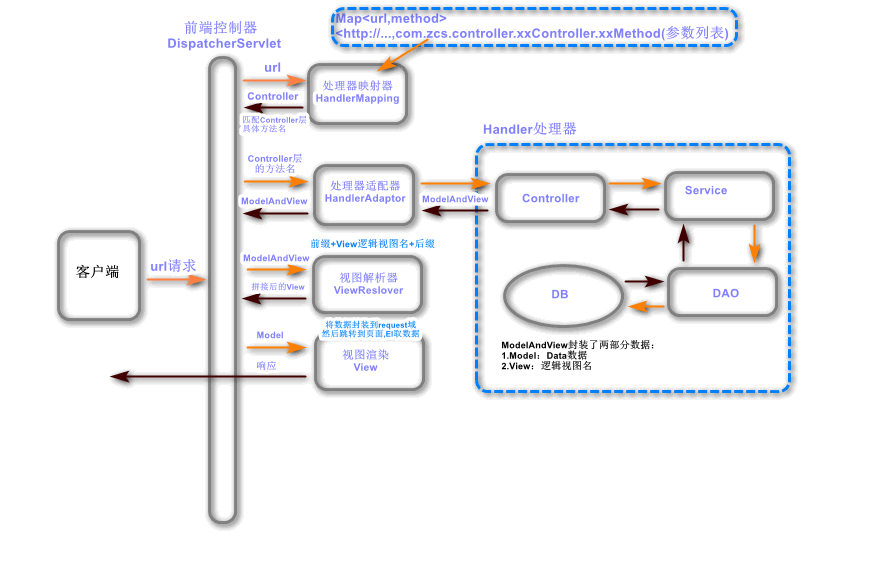 Map<url,method>
<http://...,com.zcs.controller.xxController.xxMethod(参数列表)
前端控制器
DispatcherServlet
url
Controller
匹配Controller层
具体方法名
处理器映射器
HandlerMapping
Handler处理器
Controller层
的方法名
ModelAndView
处理器适配器
HandlerAdaptor
ModelAndView
Controller
Service
前缀+View逻辑视图名+后缀
客户端
url请求
ModelAndView
拼接后的View
视图解析器
ViewReslover
DB
DAO
将数据封装到request域
然后跳转到页面,El取数据
Model
响应
视图渲染
View
ModelAndView封装了两部分数据：
1.Model：Data数据
2.View：逻辑视图名